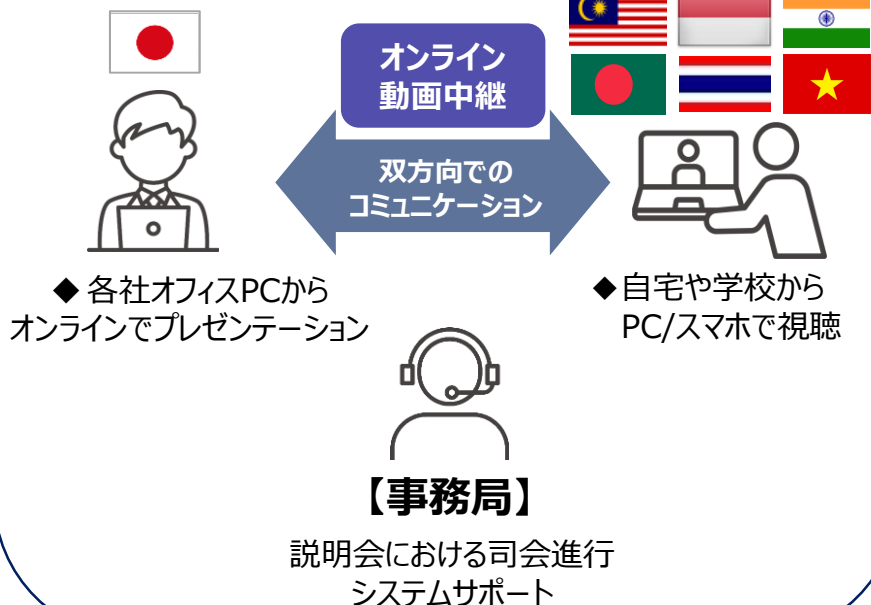 オンライン
動画中継
双方向での
コミュニケーション
◆ 各社オフィスPCから
オンラインでプレゼンテーション
◆自宅や学校から
PC/スマホで視聴
【事務局】
説明会における司会進行
システムサポート